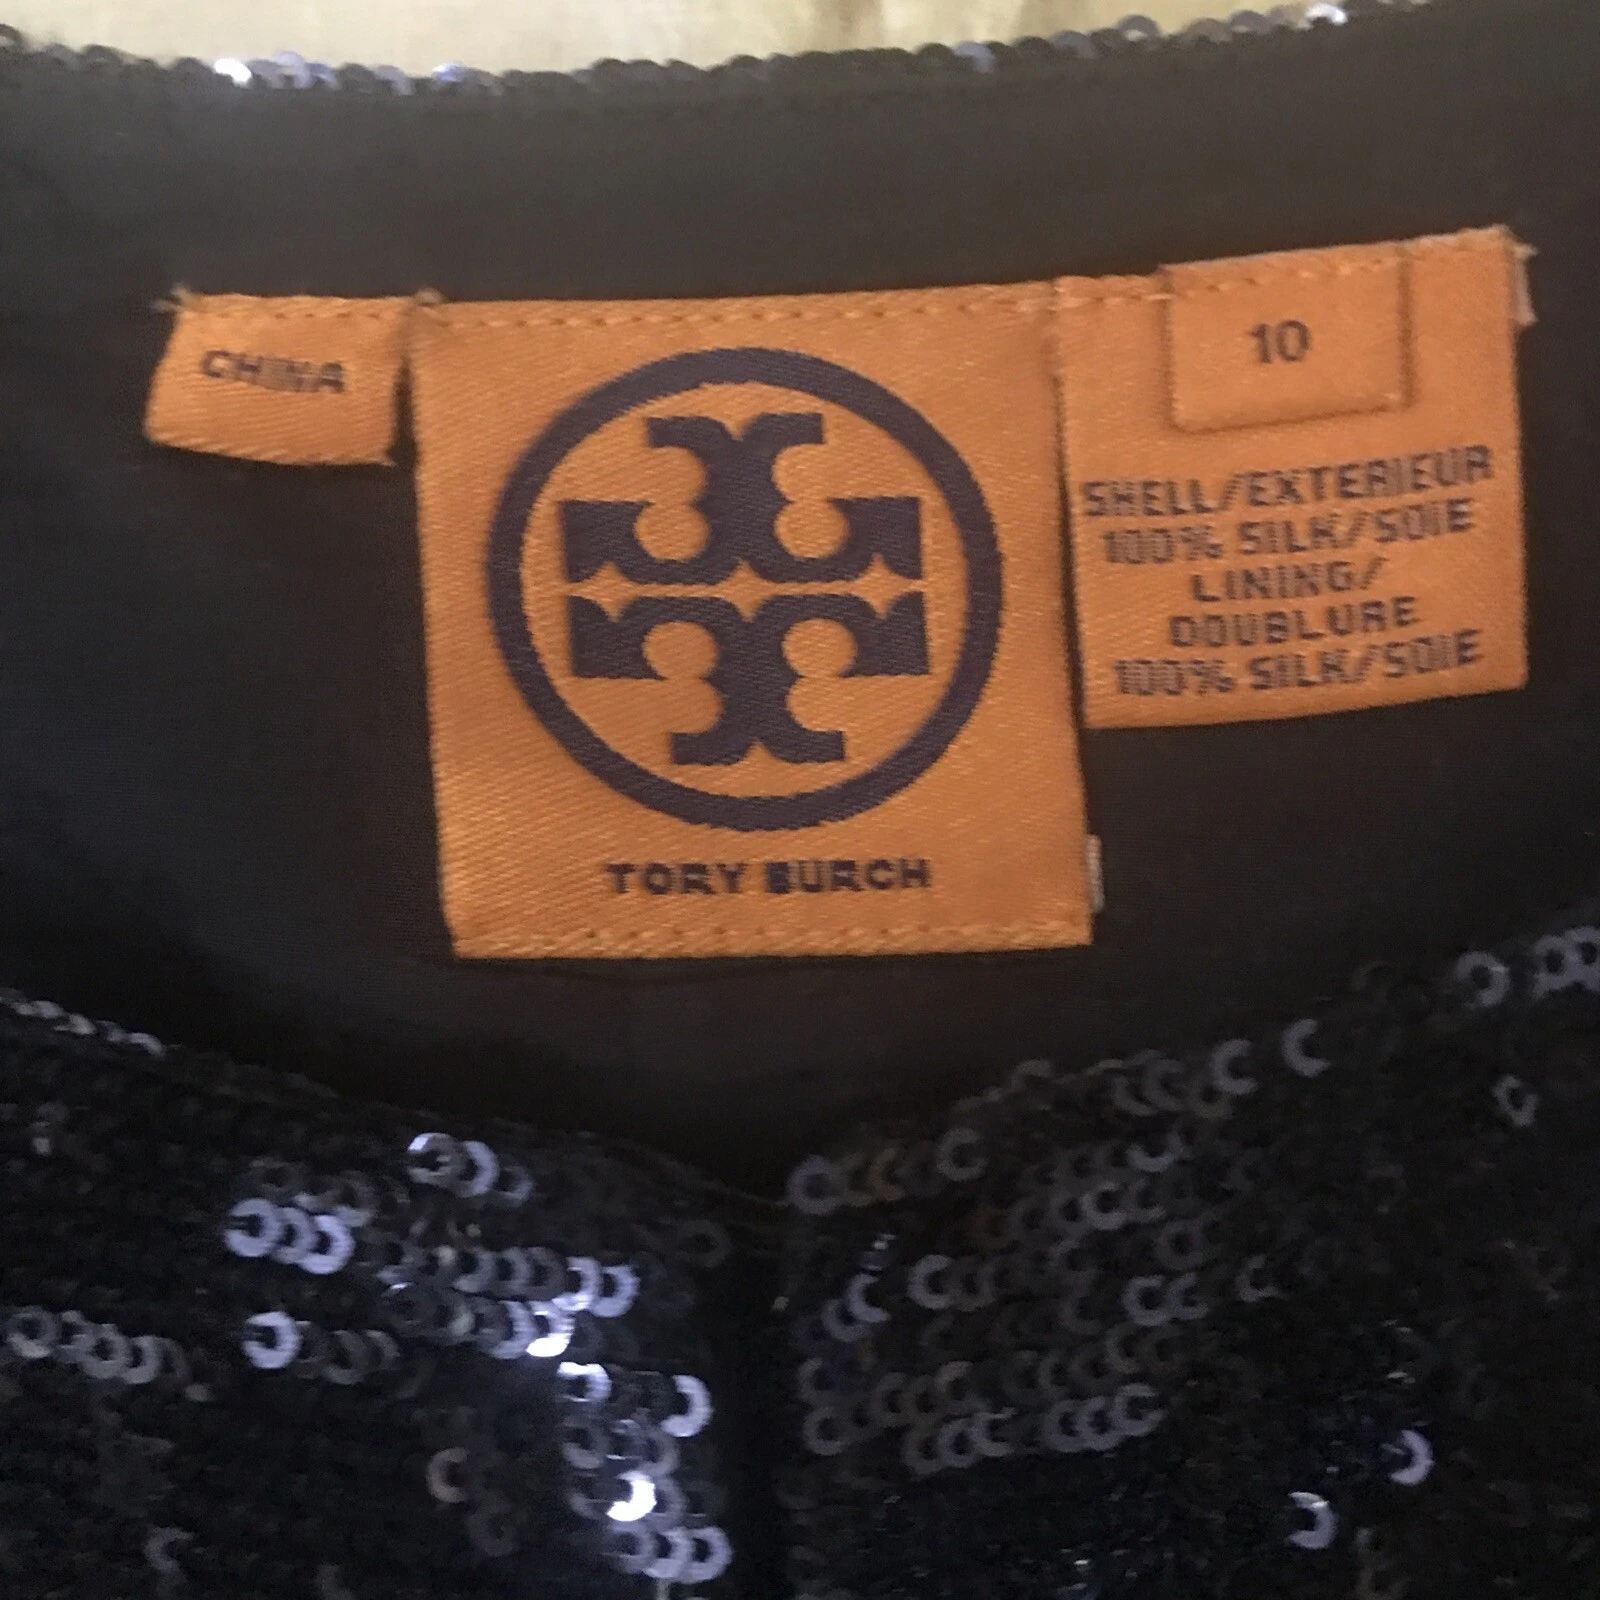 CHINA
TORY BURCH
10
SHELL/EXTERIEUR
100% SILK/SOIE
LINING/
DOUBLURE
100% SILK/SOIE